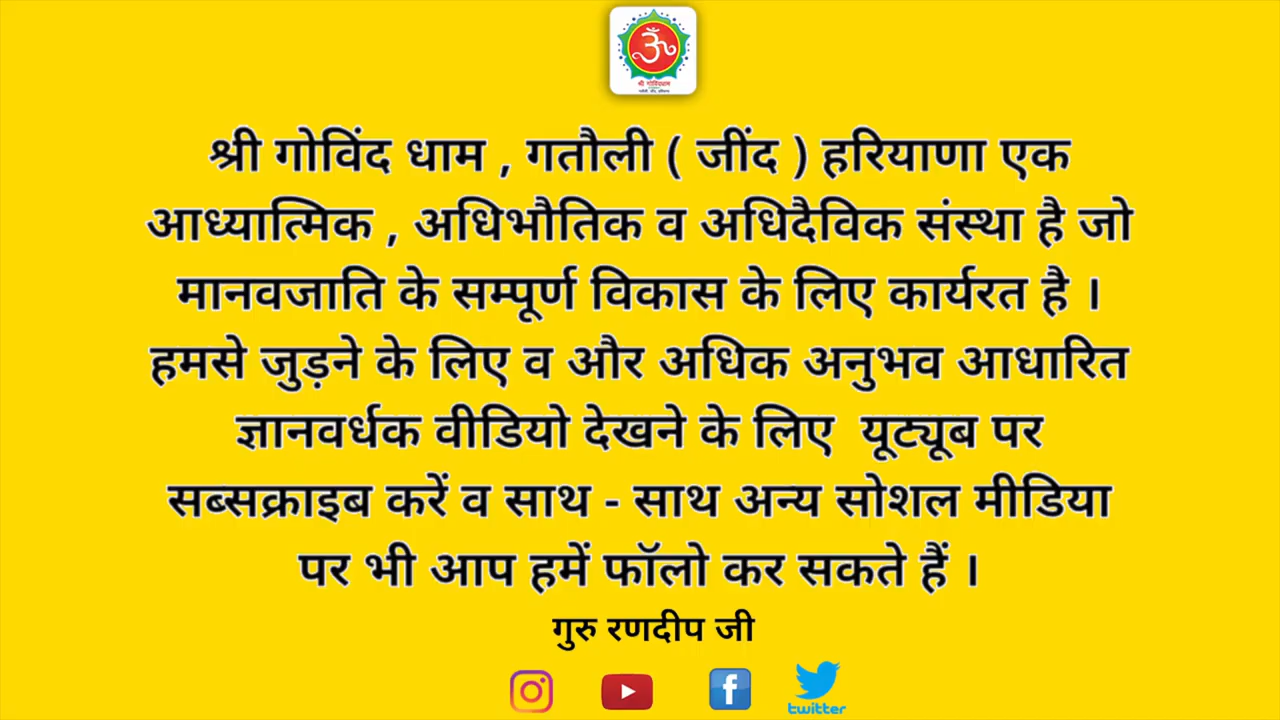 ॐ
श्री गोविंदधाम
श्री गोविंद धाम , गतौली ( जींद ) हरियाणा एक
आध्यात्मिक , अधिभौतिक व अधिदैविक संस्था है जो
मानवजाति के सम्पूर्ण विकास के लिए कार्यरत है ।
हमसे जुड़ने के लिए व और अधिक अनुभव आधारित
ज्ञानवर्धक वीडियो देखने के लिए यूट्यूब पर
सब्सक्राइब करें व साथ - साथ अन्य सोशल मीडिया
पर भी आप हमें फॉलो कर सकते हैं ।
गुरु रणदीप जी
f
twitter